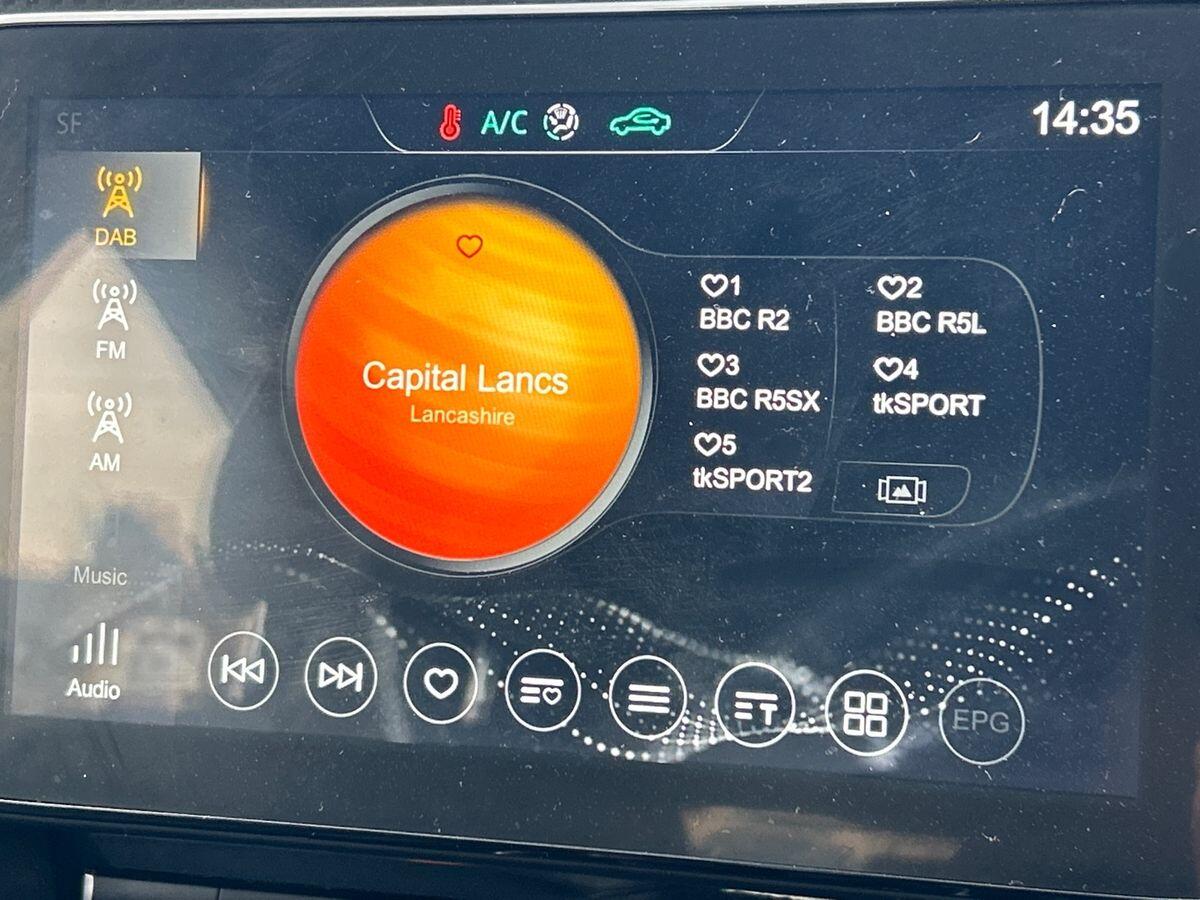 SF
A/C
14:35
DAB
FM
AM
Music
Audio
Capital Lancs
Lancashire
1
BBC R2
2
BBC R5L
3
BBC R5SX
4
tkSPORT
5
tkSPORT2
T
EPG